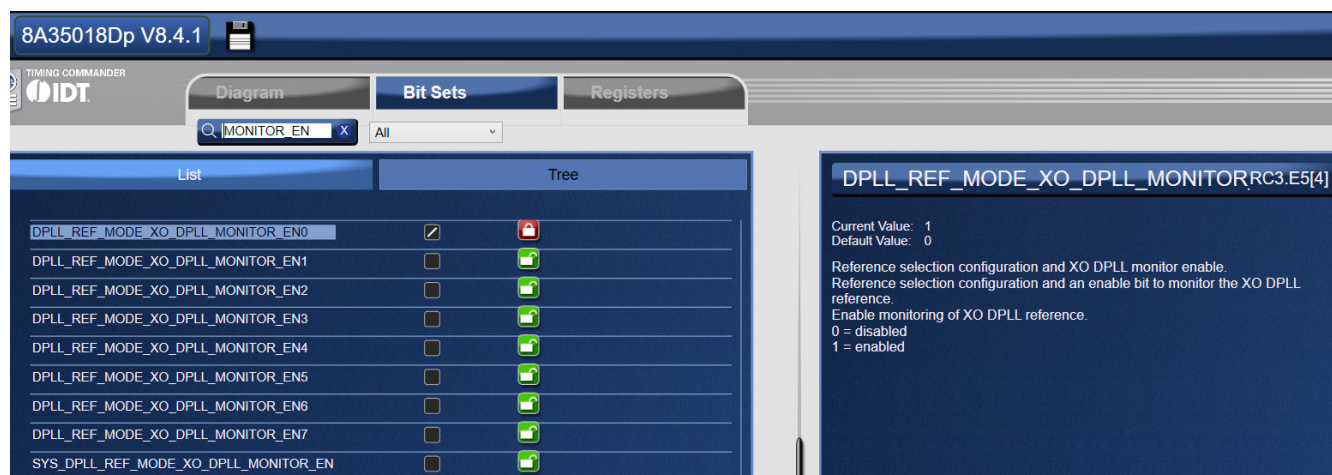 8A35018Dp V8.4.1
TIMING COMMANDER
IDT
Diagram
Bit Sets
Registers
MONITOR_EN X
All
List
Tree
DPLL_REF_MODE_XO_DPLL_MONITOR_EN0
DPLL_REF_MODE_XO_DPLL_MONITOR_EN1
DPLL_REF_MODE_XO_DPLL_MONITOR_EN2
DPLL_REF_MODE_XO_DPLL_MONITOR_EN3
DPLL_REF_MODE_XO_DPLL_MONITOR_EN4
DPLL_REF_MODE_XO_DPLL_MONITOR_EN5
DPLL_REF_MODE_XO_DPLL_MONITOR_EN6
DPLL_REF_MODE_XO_DPLL_MONITOR_EN7
SYS_DPLL_REF_MODE_XO_DPLL_MONITOR_EN
DPLL_REF_MODE_XO_DPLL_MONITOR RC3.E5[4]
Current Value: 1
Default Value: 0
Reference selection configuration and XO DPLL monitor enable.
Reference selection configuration and an enable bit to monitor the XO DPLL
reference.
Enable monitoring of XO DPLL reference.
0 = disabled
1 = enabled